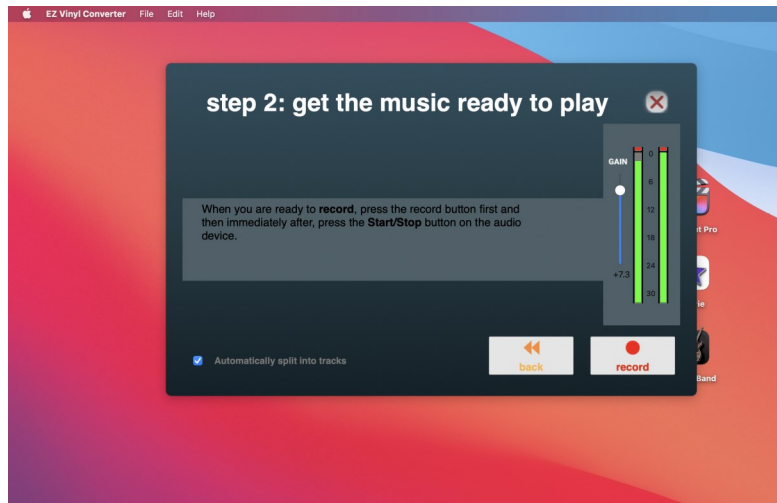 EZ Vinyl Converter File Edit Help
step 2: get the music ready to play
GAIN
0
6
12
18
24
30
+7.3
When you are ready to record, press the record button first and
then immediately after, press the Start/Stop button on the audio
device.
Automatically split into tracks
back
record
t Pro
ie
Band